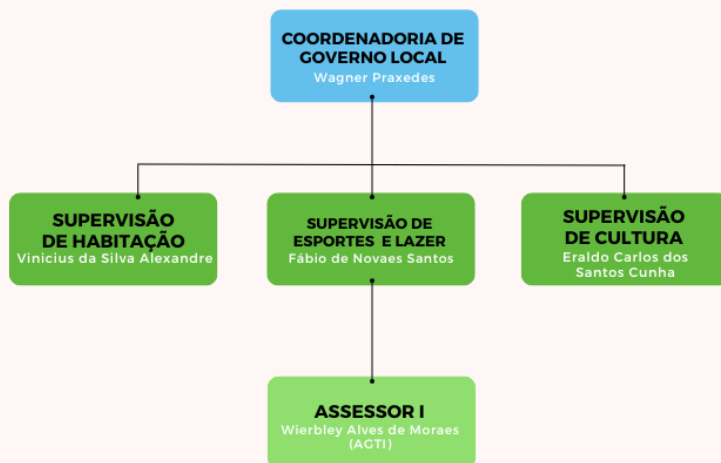 COORDENADORIA DE
GOVERNO LOCAL
Wagner Praxedes
SUPERVISÃO
DE HABITAÇÃO
Vinicius da Silva Alexandre
SUPERVISÃO DE
ESPORTES E LAZER
Fábio de Novaes Santos
SUPERVISÃO
DE CULTURA
Eraldo Carlos dos
Santos Cunha
ASSESSOR I
Wierbley Alves de Moraes
(AGTI)